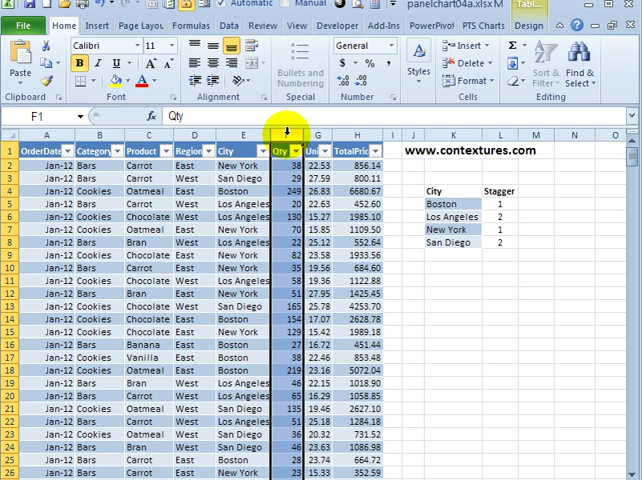 Automatic Manual panelchart04a.xlsx M Tabl...
File Home Insert Page Layou Formulas Data Review View Developer Add-Ins PowerPivot PTS Charts Design
Calibri 11 General Insert
Paste B I U Bullets and Numbering $ % , Styles Delete Sort & Filter Find & Select
Format
Clipboard Font Alignment Number Cells Editing
F1 fx Qty
A B C D E G H I J K L M N O
1 OrderDate Category Product Region City Qty Uni TotalPric www.contextures.com
2 Jan-12 Bars Carrot East New York 38 22.53 856.14
3 Jan-12 Bars Carrot West San Diego 29 27.59 800.11
4 Jan-12 Cookies Oatmeal East Boston 249 26.83 6680.67 City Stagger
5 Jan-12 Bars Carrot West Los Angeles 20 22.63 452.60 Boston 1
6 Jan-12 Cookies Chocolate West Los Angeles 130 15.27 1985.10 Los Angeles 2
7 Jan-12 Cookies Oatmeal East New York 70 15.85 1109.50 New York 1
8 Jan-12 Bars Bran West Los Angeles 22 25.12 552.64 San Diego 2
9 Jan-12 Cookies Chocolate East New York 82 23.58 1933.56
10 Jan-12 Bars Carrot East New York 35 19.56 684.60
11 Jan-12 Cookies Chocolate West Los Angeles 58 19.36 1122.88
12 Jan-12 Bars Bran East New York 51 27.95 1425.45
13 Jan-12 Cookies Chocolate West San Diego 165 25.78 4253.70
14 Jan-12 Cookies Chocolate East Boston 154 17.07 2628.78
15 Jan-12 Cookies Chocolate East New York 129 15.42 1989.18
16 Jan-12 Bars Banana East Boston 27 16.72 451.44
17 Jan-12 Cookies Vanilla East Boston 38 22.46 853.48
18 Jan-12 Cookies Oatmeal East Boston 219 23.16 5072.04
19 Jan-12 Bars Bran West Los Angeles 46 22.15 1018.90
20 Jan-12 Bars Carrot West Los Angeles 65 16.29 1058.85
21 Jan-12 Cookies Oatmeal West San Diego 135 19.46 2627.10
22 Jan-12 Bars Carrot West Los Angeles 51 25.18 1284.18
23 Jan-12 Cookies Oatmeal East New York 36 20.32 731.52
24 Jan-12 Bars Bran West San Diego 46 23.63 1086.98
25 Jan-12 Bars Carrot East Boston 28 23.74 664.72
26 Jan-12 Bars Carrot East New York 23 15.33 352.59